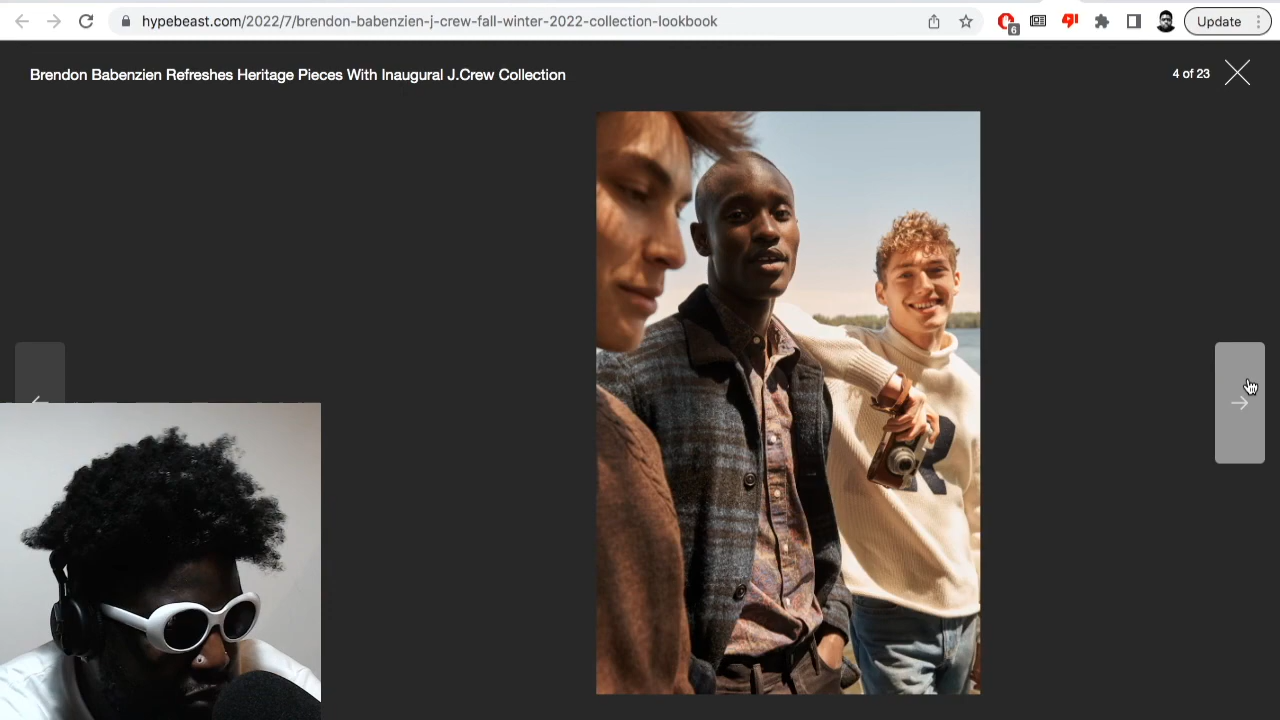 hypebeast.com/2022/7/brendon-babenzien-j-crew-fall-winter-2022-collection-lookbook
6
Update
Brendon Babenzien Refreshes Heritage Pieces With Inaugural J.Crew Collection
4 of 23
R